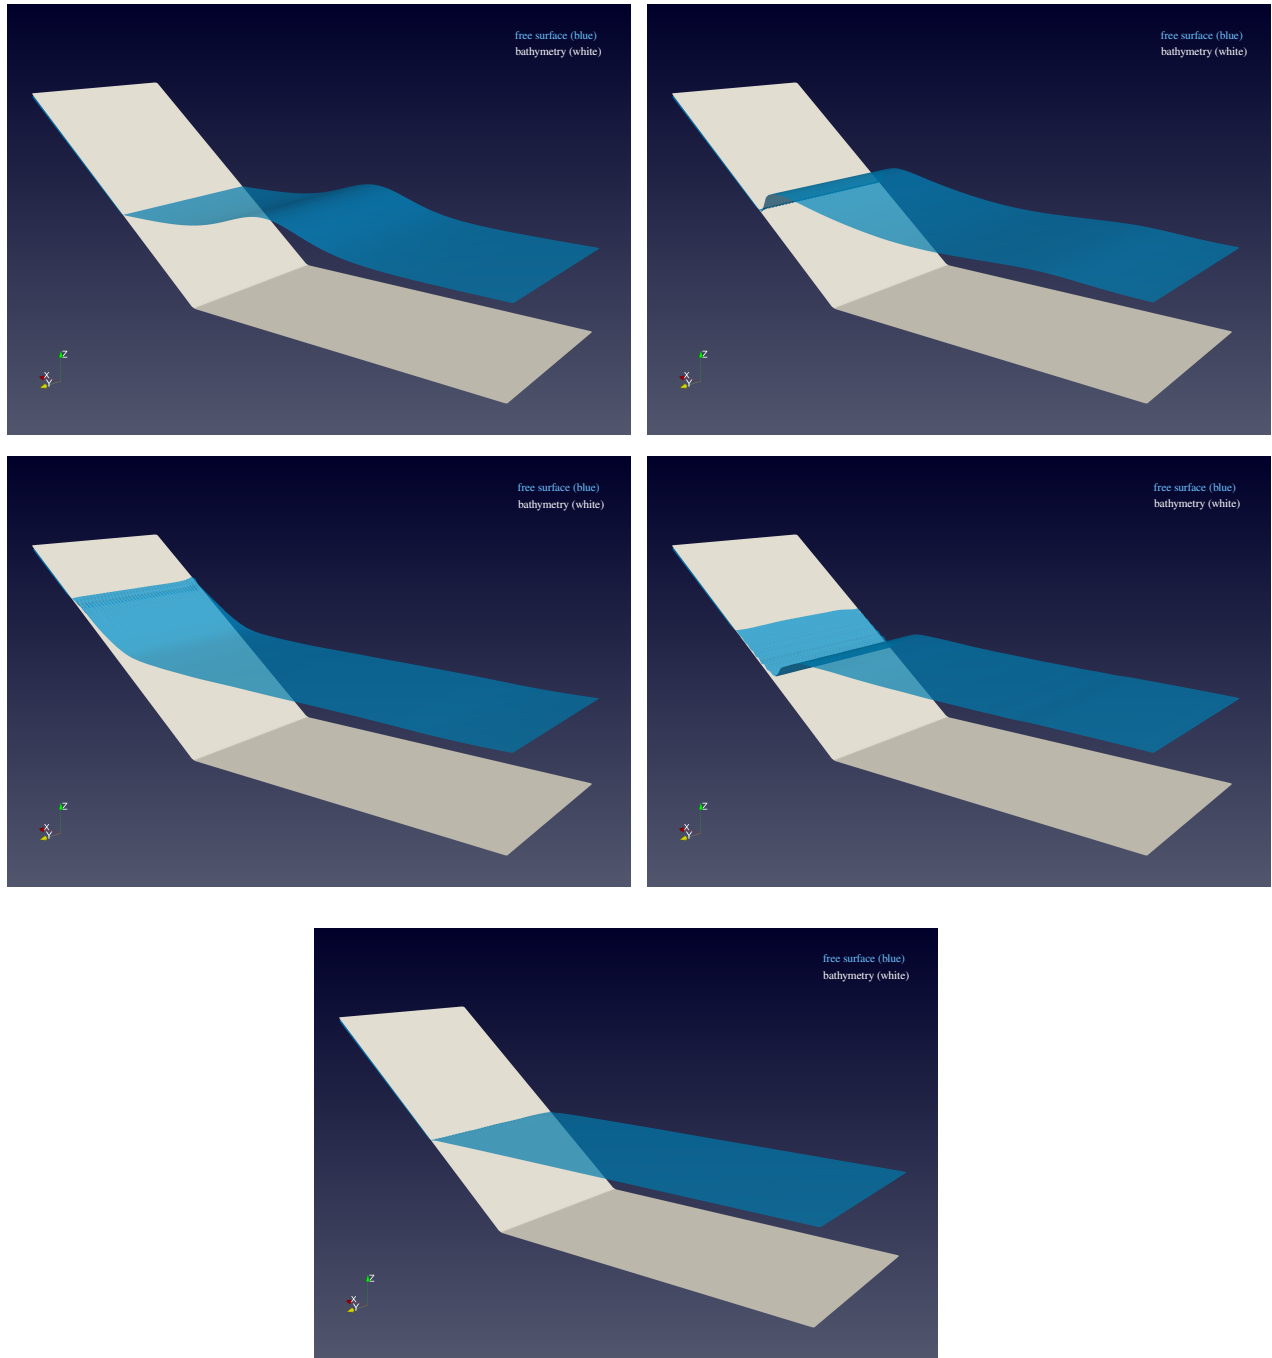 free surface (blue)
bathymetry (white)
Z
X
Y
free surface (blue)
bathymetry (white)
Z
X
Y
free surface (blue)
bathymetry (white)
Z
X
Y
free surface (blue)
bathymetry (white)
Z
X
Y
free surface (blue)
bathymetry (white)
Z
X
Y